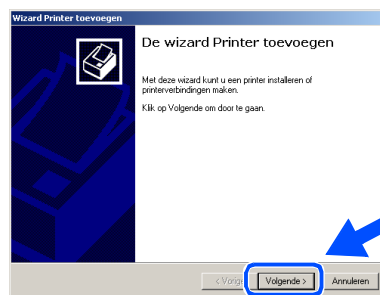 Wizard Printer toevoegen
De wizard Printer toevoegen
Met deze wizard kunt u een printer installeren of
printerverbindingen maken.
Klik op Volgende om door te gaan.
< Vorige Volgende > Annuleren